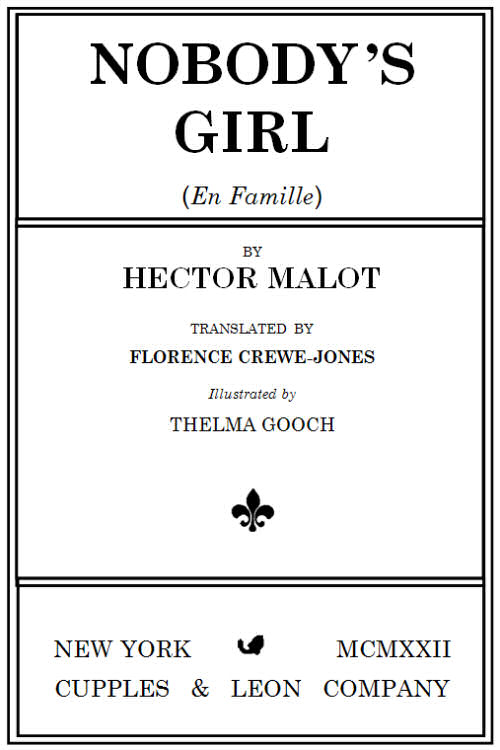 NOBODY'S
GIRL
(En Famille)
BY
HECTOR MALOT
TRANSLATED BY
FLORENCE CREWE-JONES
Illustrated by
THELMA GOOCH
NEW YORK MCMXXII
CUPPLES & LEON COMPANY